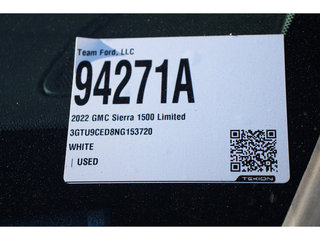 Team Ford, LLC
94271A
2022 GMC Sierra 1500 Limited
3GTU9CED8NG153720
WHITE
| USED
TEKION